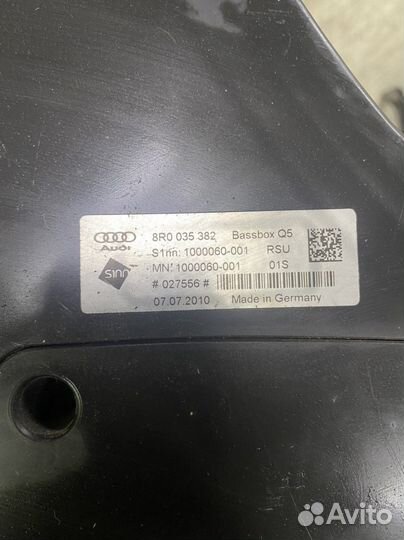 8R0 035 382 Bassbox Q5
Audi
S1nn: 1000060-001 RSU
S1nn
MN: 1000060-001 01S
# 027556 #
07.07.2010 Made in Germany
Avito